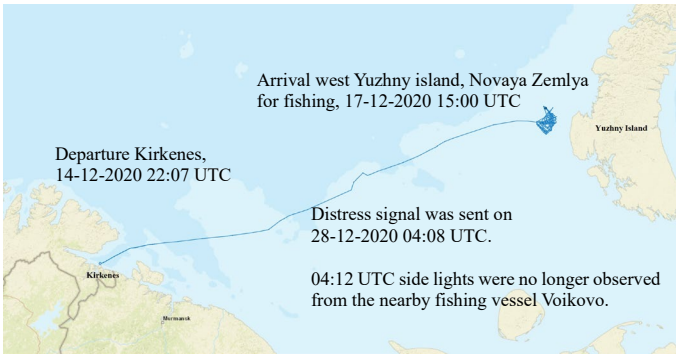 Arrival west Yuzhny island, Novaya Zemlya
for fishing, 17-12-2020 15:00 UTC
Yuzhny Island
Departure Kirkenes,
14-12-2020 22:07 UTC
Distress signal was sent on
28-12-2020 04:08 UTC.
Kirkenes
04:12 UTC side lights were no longer observed
from the nearby fishing vessel Voikovo.
Murmansk